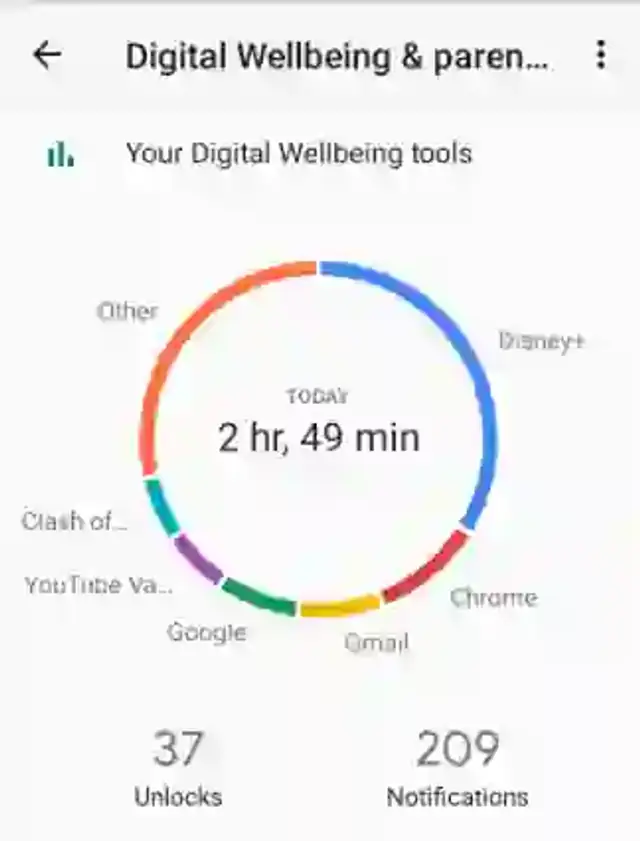 Digital Wellbeing & paren...
Your Digital Wellbeing tools
Other
Disney+
TODAY
2 hr, 49 min
Clash of...
YouTube Va...
Chrome
Google
Gmail
37
209
Unlocks
Notifications